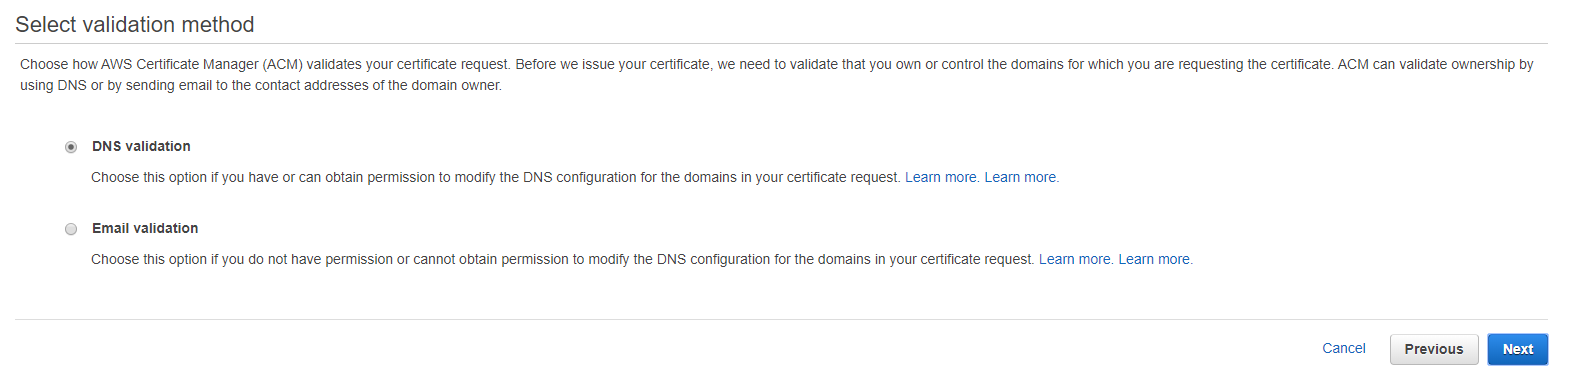 Select validation method
Choose how AWS Certificate Manager (ACM) validates your certificate request. Before we issue your certificate, we need to validate that you own or control the domains for which you are requesting the certificate. ACM can validate ownership by
using DNS or by sending email to the contact addresses of the domain owner.
DNS validation
Choose this option if you have or can obtain permission to modify the DNS configuration for the domains in your certificate request. Learn more. Learn more.
Email validation
Choose this option if you do not have permission or cannot obtain permission to modify the DNS configuration for the domains in your certificate request. Learn more. Learn more.
Cancel Previous Next